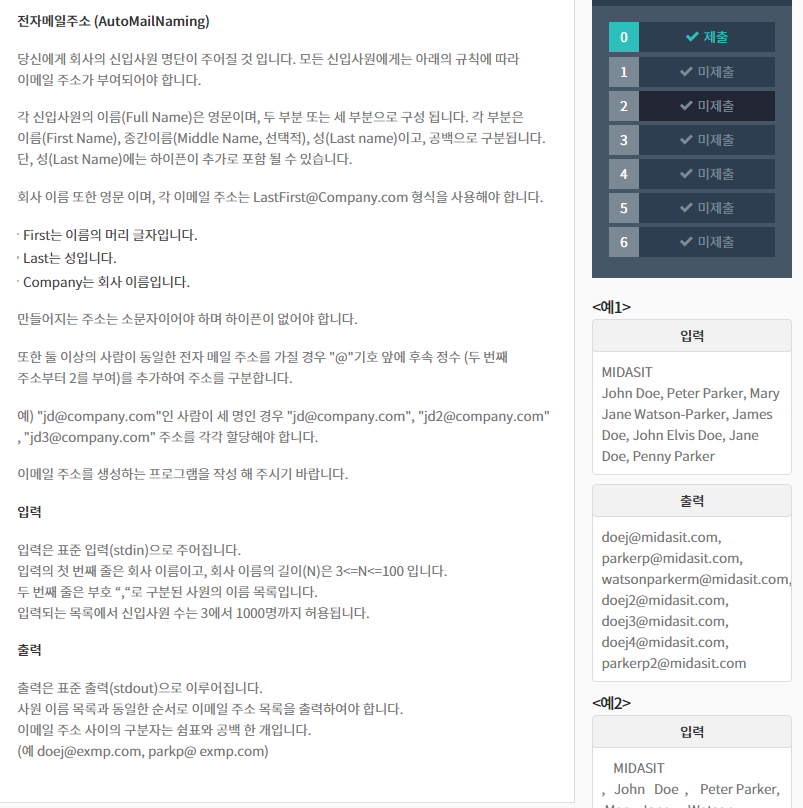 전자메일주소 (AutoMailNaming)
당신에게 회사의 신입사원 명단이 주어질 것 입니다. 모든 신입사원에게는 아래의 규칙에 따라
이메일 주소가 부여되어야 합니다.
각 신입사원의 이름(Full Name)은 영문이며, 두 부분 또는 세 부분으로 구성 됩니다. 각 부분은
이름(First Name), 중간이름(Middle Name, 선택적), 성(Last name)이고, 공백으로 구분됩니다.
단, 성(Last Name)에는 하이픈이 추가로 포함 될 수 있습니다.
회사 이름 또한 영문 이며, 각 이메일 주소는 LastFirst@Company.com 형식을 사용해야 합니다.
· First는 이름의 머리 글자입니다.
· Last는 성입니다.
· Company는 회사 이름입니다.
만들어지는 주소는 소문자이어야 하며 하이픈이 없어야 합니다.
또한 둘 이상의 사람이 동일한 전자 메일 주소를 가질 경우 "@"기호 앞에 후속 정수 (두 번째
주소부터 2를 부여)를 추가하여 주소를 구분합니다.
예) "jd@company.com"인 사람이 세 명인 경우 "jd@company.com", "jd2@company.com"
, "jd3@company.com" 주소를 각각 할당해야 합니다.
이메일 주소를 생성하는 프로그램을 작성 해 주시기 바랍니다.
입력
입력은 표준 입력(stdin)으로 주어집니다.
입력의 첫 번째 줄은 회사 이름이고, 회사 이름의 길이(N)은 3<=N<=100 입니다.
두 번째 줄은 부호 “,“로 구분된 사원의 이름 목록입니다.
입력되는 목록에서 신입사원 수는 3에서 1000명까지 허용됩니다.
출력
출력은 표준 출력(stdout)으로 이루어집니다.
사원 이름 목록과 동일한 순서로 이메일 주소 목록을 출력하여야 합니다.
이메일 주소 사이의 구분자는 쉼표와 공백 한 개입니다.
(예 doej@exmp.com, parkp@ exmp.com)
0 제출
1 미제출
2 미제출
3 미제출
4 미제출
5 미제출
6 미제출
<예1>
입력
MIDASIT
John Doe, Peter Parker, Mary
Jane Watson-Parker, James
Doe, John Elvis Doe, Jane
Doe, Penny Parker
출력
doej@midasit.com,
parkerp@midasit.com,
watsonparkerm@midasit.com,
doej2@midasit.com,
doej3@midasit.com,
doej4@midasit.com,
parkerp2@midasit.com
<예2>
입력
MIDASIT
, John Doe , Peter Parker,